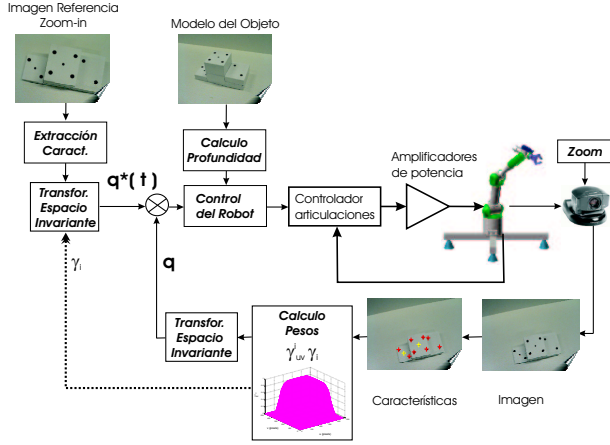 Imagen Referencia
Zoom-in
Modelo del Objeto
Extracción
Caract.
Calculo
Profundidad
Amplificadores
de potencia
Zoom
q*( t )
Transfor.
Espacio
Invariante
Control
del Robot
Controlador
articulaciones
γi
q
Transfor.
Espacio
Invariante
Calculo
Pesos
γiuv γi
Características
Imagen